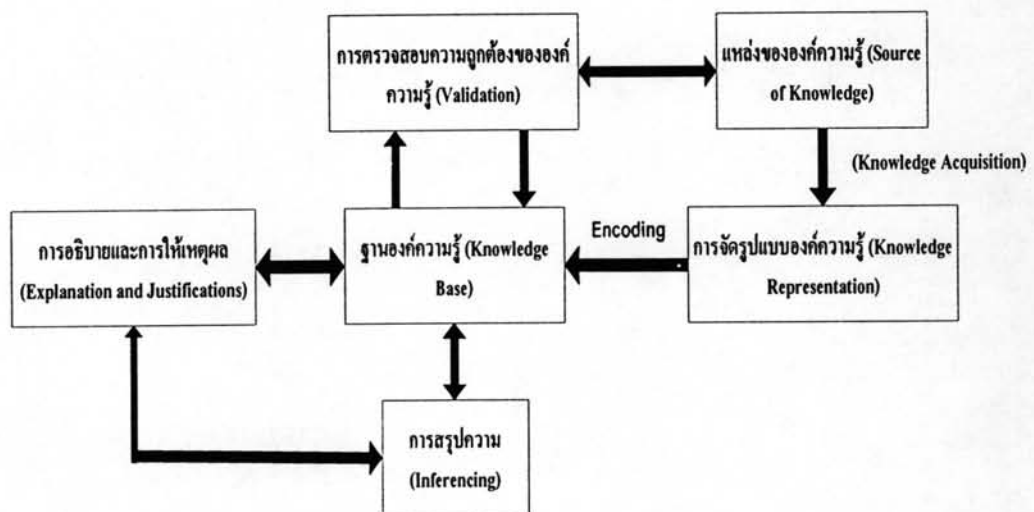 การตรวจสอบความถูกต้องขององค์
ความรู้ (Validation)
แหล่งขององค์ความรู้ (Source
of Knowledge)
(Knowledge Acquisition)
การอธิบายและการให้เหตุผล
(Explanation and Justifications)
ฐานองค์ความรู้ (Knowledge
Base)
Encoding
การจัดรูปแบบองค์ความรู้ (Knowledge
Representation)
การสรุปความ
(Inferencing)